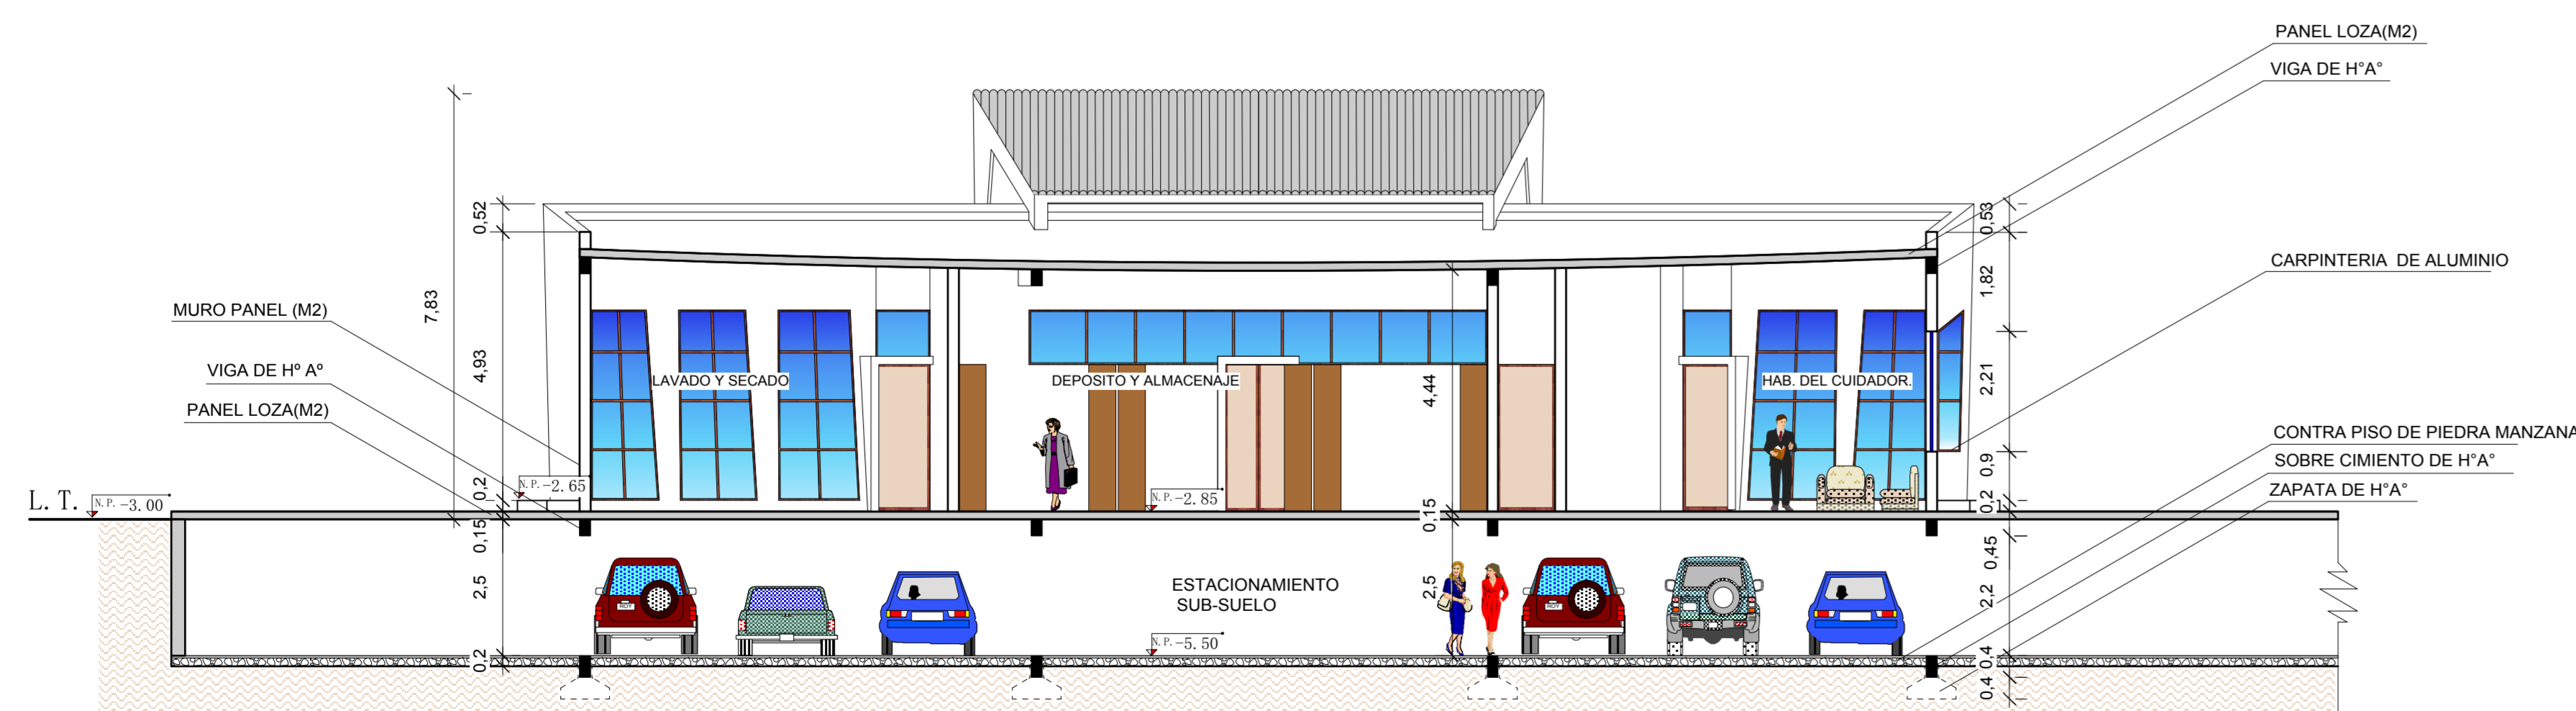 PANEL LOZA(M2)
VIGA DE H°A°
CARPINTERIA DE ALUMINIO
CONTRA PISO DE PIEDRA MANZANA
SOBRE CIMIENTO DE H°A°
ZAPATA DE H°A°
MURO PANEL (M2)
VIGA DE Hº Aº
PANEL LOZA(M2)
L. T.
N.P. -3.00
N.P. -2.65
N.P. -2.85
N.P. -5.50
LAVADO Y SECADO
DEPOSITO Y ALMACENAJE
HAB. DEL CUIDADOR.
ESTACIONAMIENTO
SUB-SUELO
7,83
0,52
4,93
0,2
0,15
2,5
0,2
4,44
0,15
2,5
0,53
1,82
2,21
0,9
0,2
0,45
2,2
0,4
0,4